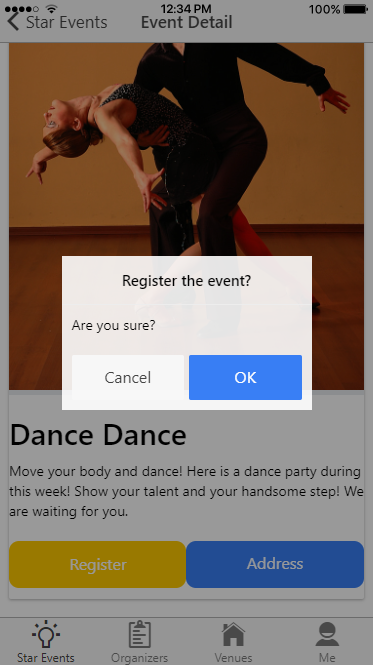 12:34 PM
100%
Star Events
Event Detail
Register the event?
Are you sure?
Cancel
OK
Dance Dance
Move your body and dance! Here is a dance party during
this week! Show your talent and your handsome step! We
are waiting for you.
Register
Address
Star Events
Organizers
Venues
Me